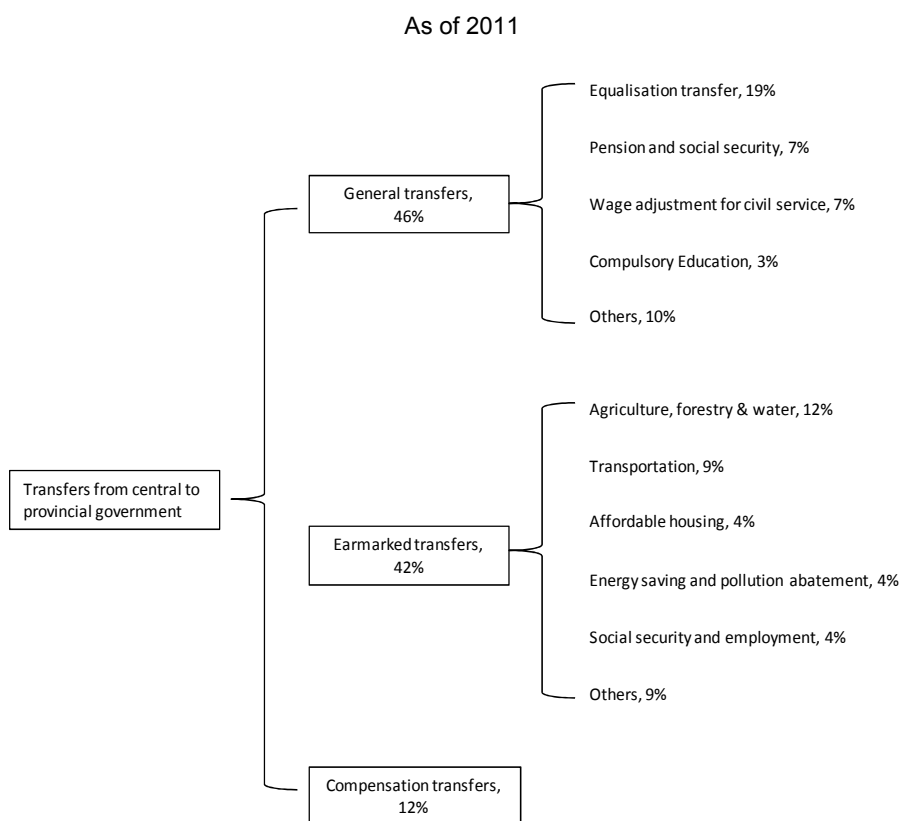 As of 2011
Equalisation transfer, 19%
Pension and social security, 7%
General transfers,
46%
Wage adjustment for civil service, 7%
Compulsory Education, 3%
Others, 10%
Agriculture, forestry & water, 12%
Transportation, 9%
Transfers from central to
provincial government
Affordable housing, 4%
Earmarked transfers,
42%
Energy saving and pollution abatement, 4%
Social security and employment, 4%
Others, 9%
Compensation transfers,
12%